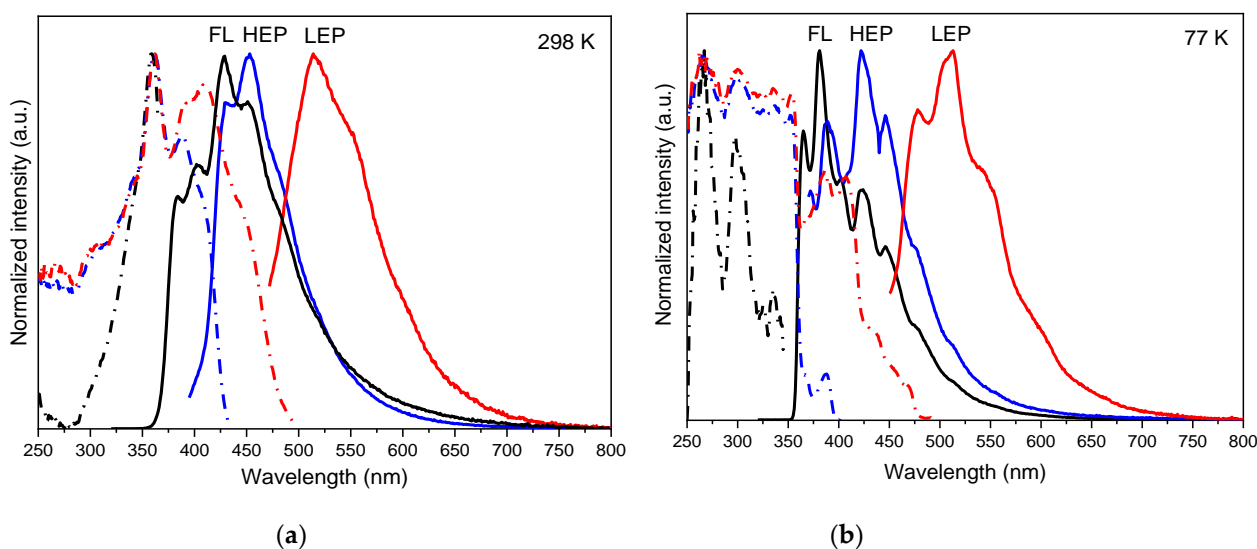 FL HEP LEP 298 K
Normalized intensity (a.u.)
250 300 350 400 450 500 550 600 650 700 750 800
Wavelength (nm)
(a)
FL HEP LEP 77 K
Normalized intensity (a.u.)
250 300 350 400 450 500 550 600 650 700 750 800
Wavelength (nm)
(b)